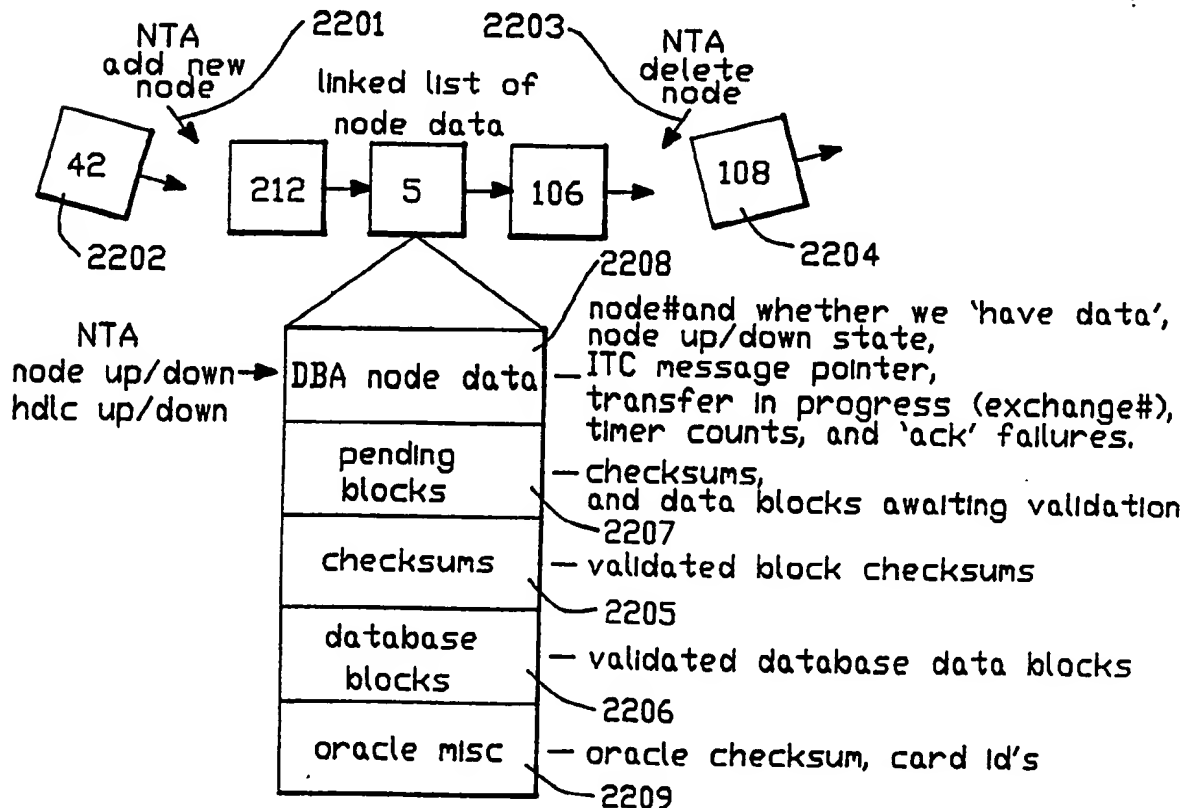 2201
2203
NTA
add new
node
linked list of
node data
NTA
delete
node
42
212
5
106
108
2202
2204
2208
NTA
node up/down
hdlc up/down
DBA node data
node#and whether we 'have data',
node up/down state,
ITC message pointer,
transfer in progress (exchange#),
timer counts, and 'ack' failures.
pending
blocks
checksums,
and data blocks awaiting validation
2207
checksums
validated block checksums
2205
database
blocks
validated database data blocks
2206
oracle misc
oracle checksum, card id's
2209